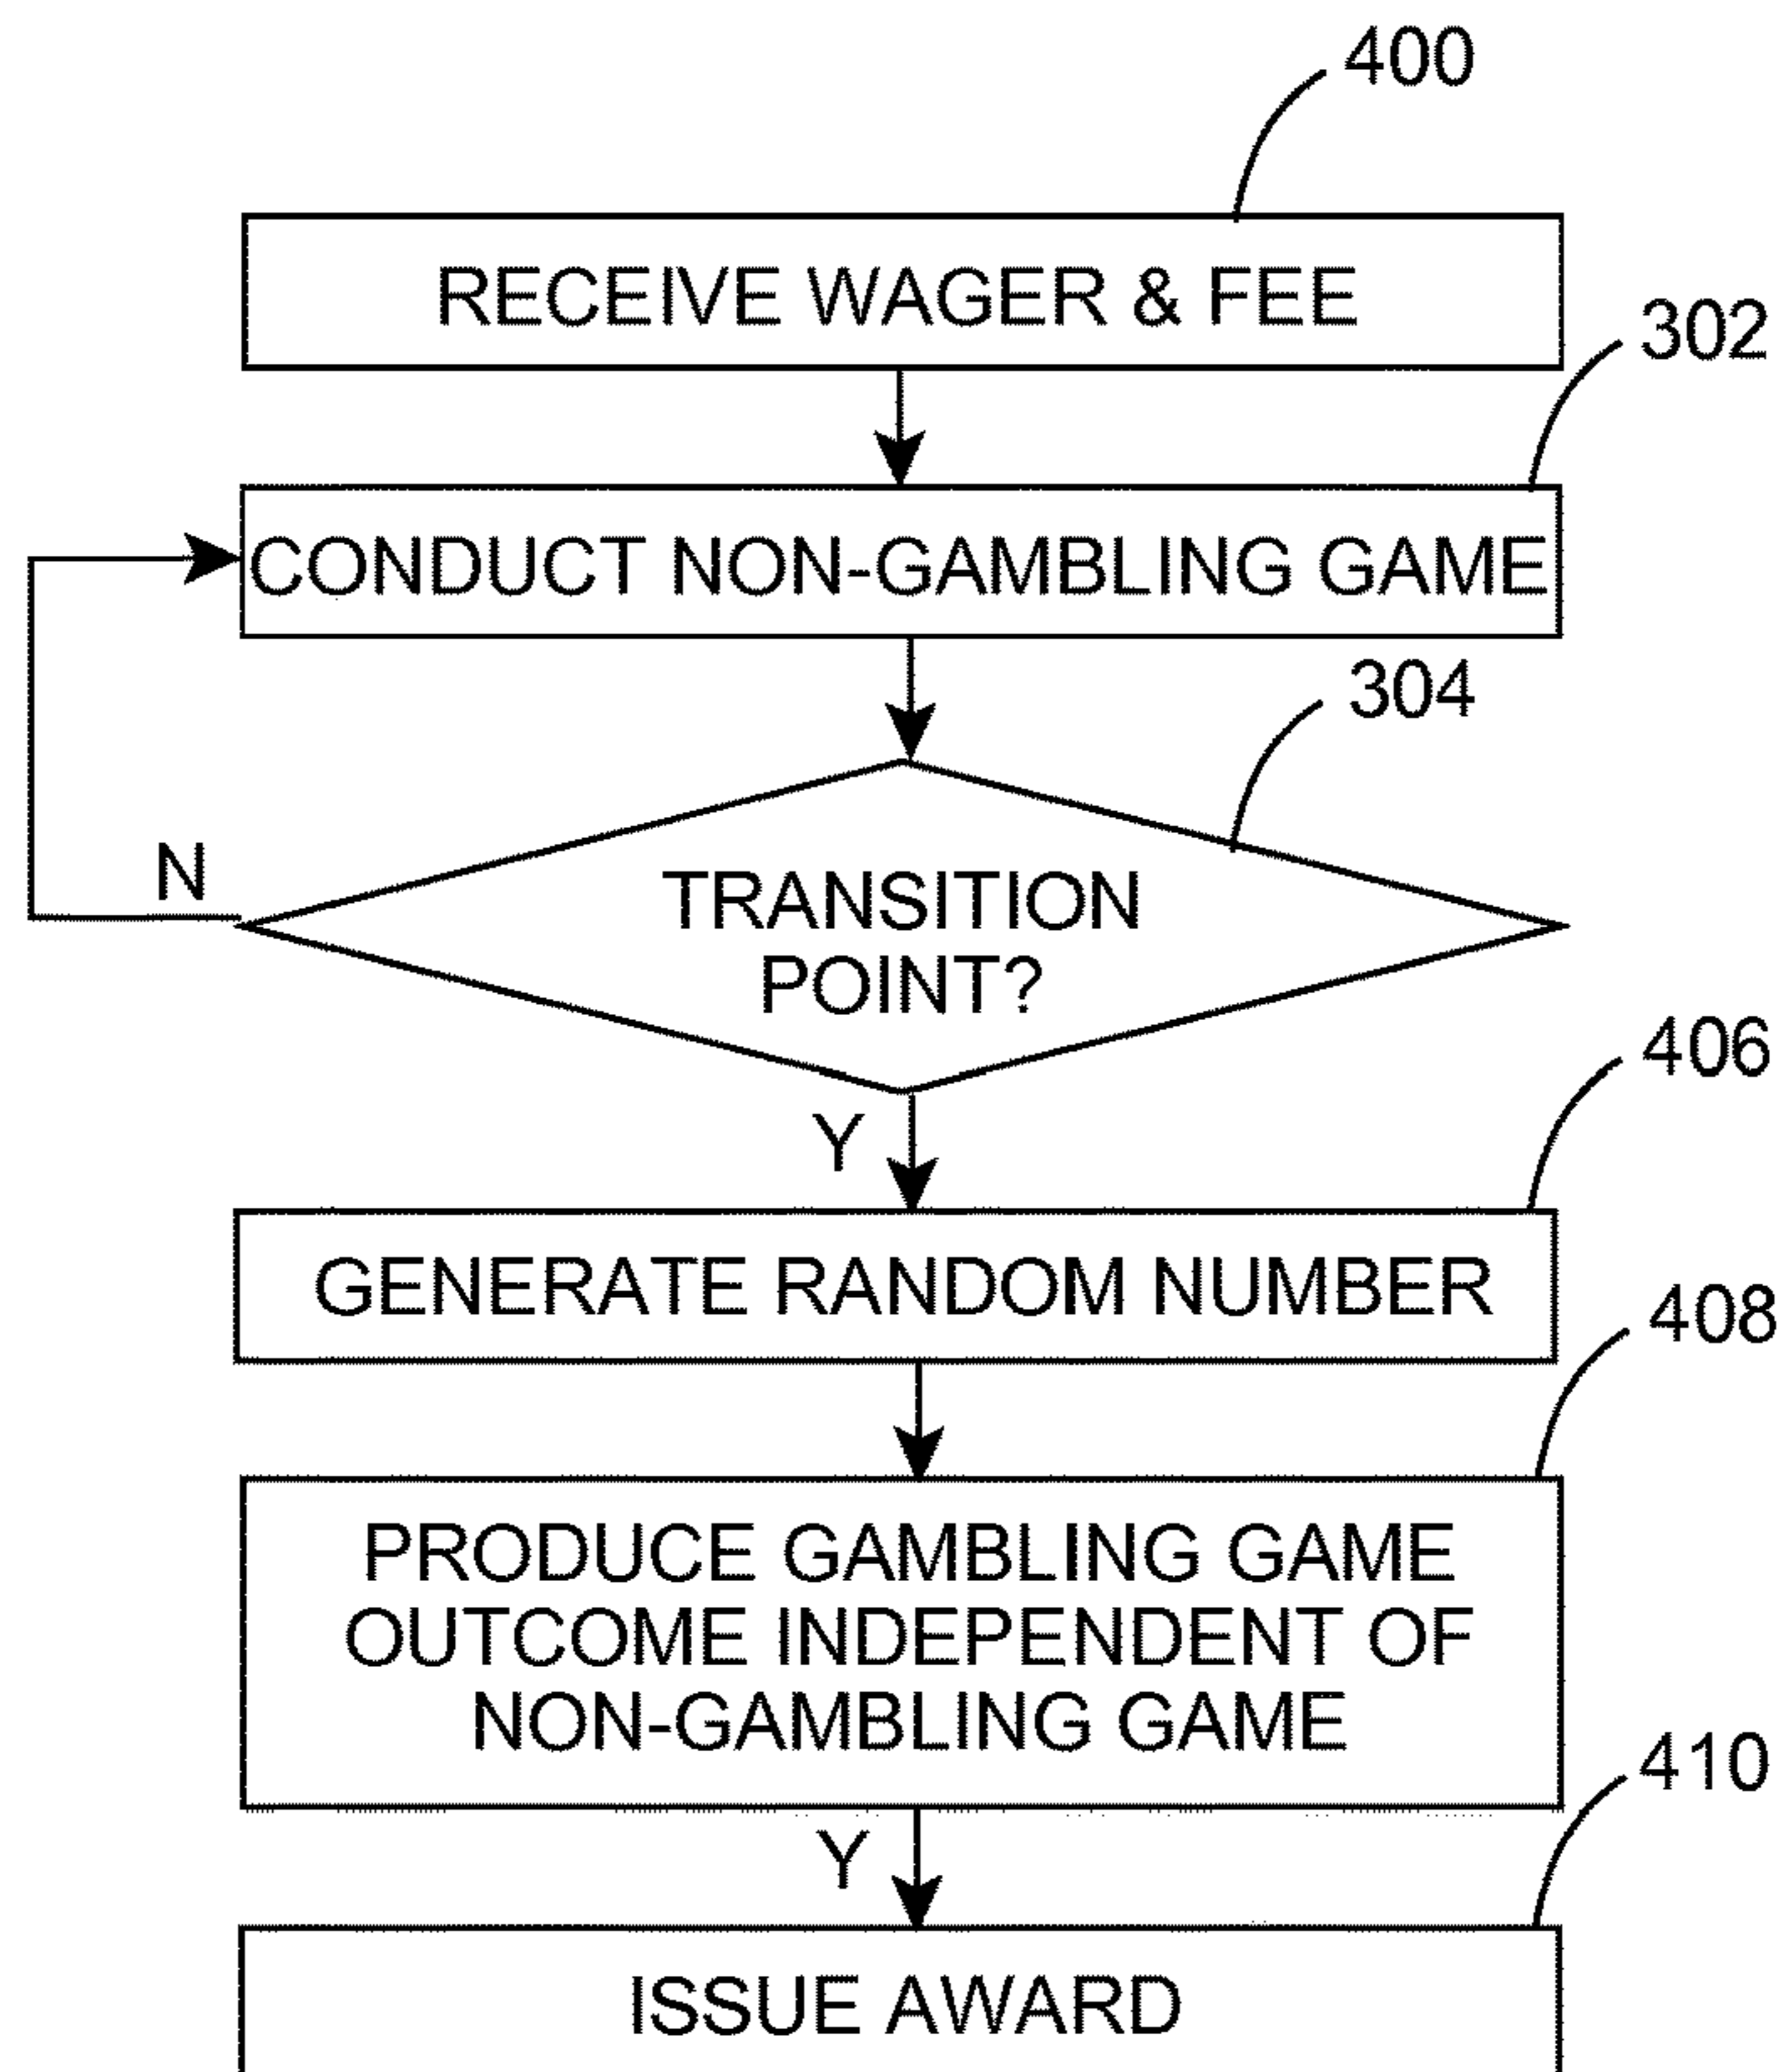 400
RECEIVE WAGER & FEE
302
CONDUCT NON-GAMBLING GAME
304
N
TRANSITION
POINT?
406
Y
GENERATE RANDOM NUMBER
408
PRODUCE GAMBLING GAME
OUTCOME INDEPENDENT OF
NON-GAMBLING GAME
410
Y
ISSUE AWARD